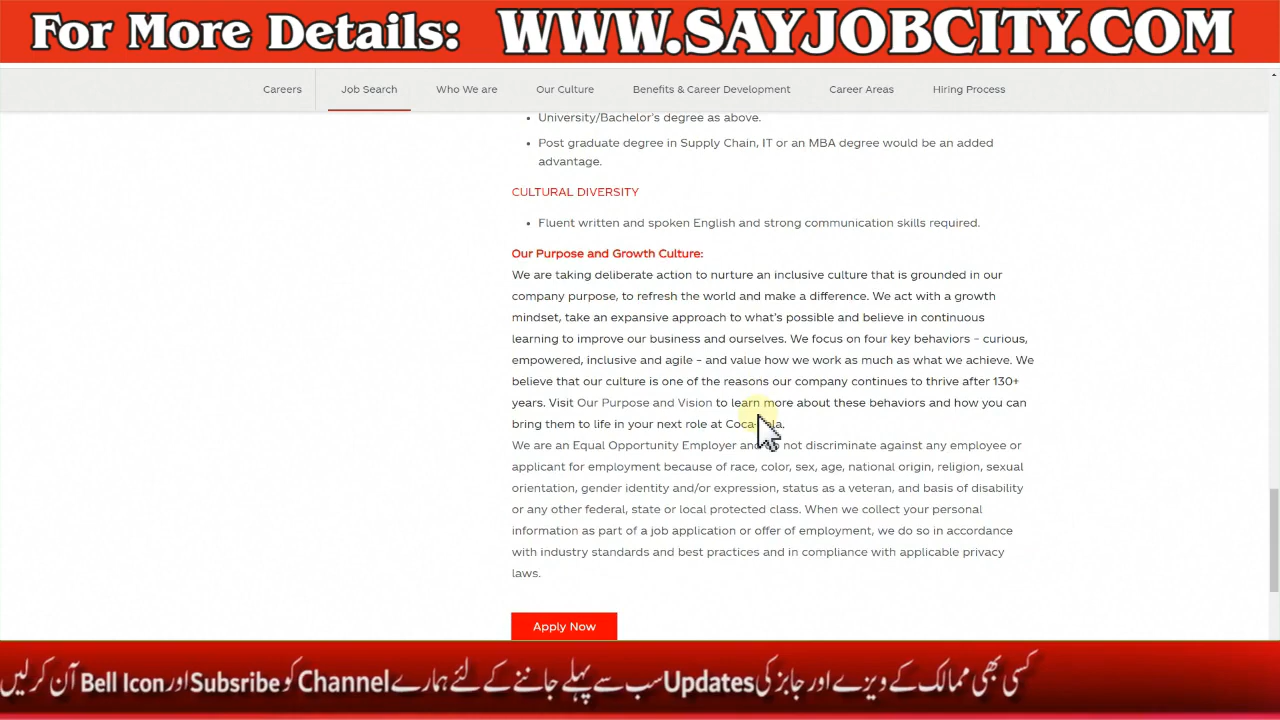 For More Details: WWW.SAYJOBCITY.COM
Careers Job Search Who We are Our Culture Benefits & Career Development Career Areas Hiring Process
• University/Bachelor's degree as above.
• Post graduate degree in Supply Chain, IT or an MBA degree would be an added
advantage.
CULTURAL DIVERSITY
• Fluent written and spoken English and strong communication skills required.
Our Purpose and Growth Culture:
We are taking deliberate action to nurture an inclusive culture that is grounded in our
company purpose, to refresh the world and make a difference. We act with a growth
mindset, take an expansive approach to what's possible and believe in continuous
learning to improve our business and ourselves. We focus on four key behaviors – curious,
empowered, inclusive and agile – and value how we work as much as what we achieve. We
believe that our culture is one of the reasons our company continues to thrive after 130+
years. Visit Our Purpose and Vision to learn more about these behaviors and how you can
bring them to life in your next role at Coca-Cola.
We are an Equal Opportunity Employer and do not discriminate against any employee or
applicant for employment because of race, color, sex, age, national origin, religion, sexual
orientation, gender identity and/or expression, status as a veteran, and basis of disability
or any other federal, state or local protected class. When we collect your personal
information as part of a job application or offer of employment, we do so in accordance
with industry standards and best practices and in compliance with applicable privacy
laws.
Apply Now
کسی بھی ممالک کے ویزے اور جابز کی Updates سب سے پہلے جاننے کے لئے ہمارے Channel کو Subsribe اور Bell Icon آن کرلیں